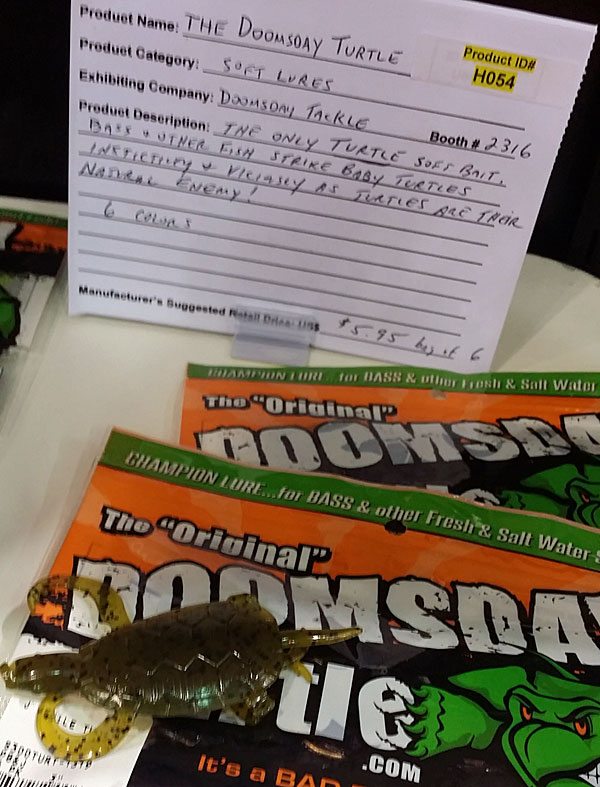 Product Name: THE DOOMSDAY TURTLE
Product ID#
H054
Product Category: SOFT LURES
Exhibiting Company: DOOMSDAY TACKLE
Booth # 2316
Product Description: THE ONLY TURTLE SOFT BAIT.
BASS & OTHER FISH STRIKE BABY TURTLES
INSTICTIVLEY & VICIASLY AS TURTLES ARE THEIR
NATURAL ENEMY!
6 COLORS
Manufacturer's Suggested Retail Price: US$ $5.95 bag of 6
CHAMPION LURE... for BASS & other Fresh & Salt Water
The "Original"
DOOMSDA
CHAMPION LURE...for BASS & other Fresh & Salt Water
The "Original"
DOOMSDA
tle
.COM
It's a BAD